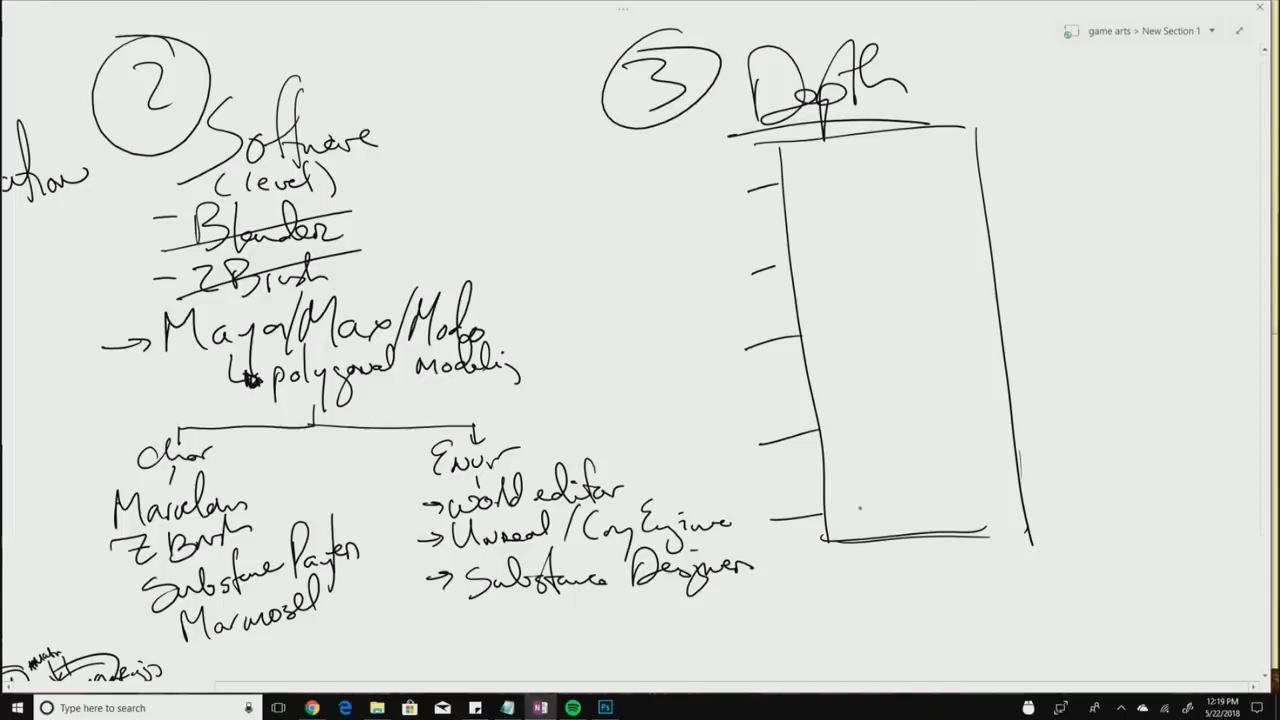 game arts > New Section 1
2
Software
(level)
- Blender
- ZBrush
→ Maya/Max/Modo
polygonal modeling
Char
Marvelous
ZBrush
Substance Painter
Marmoset
Envir
→ world editor
→ Unreal / Cry Engine
→ Substance Designer
3 Depth
Type here to search
12:19 PM
5/22/2018